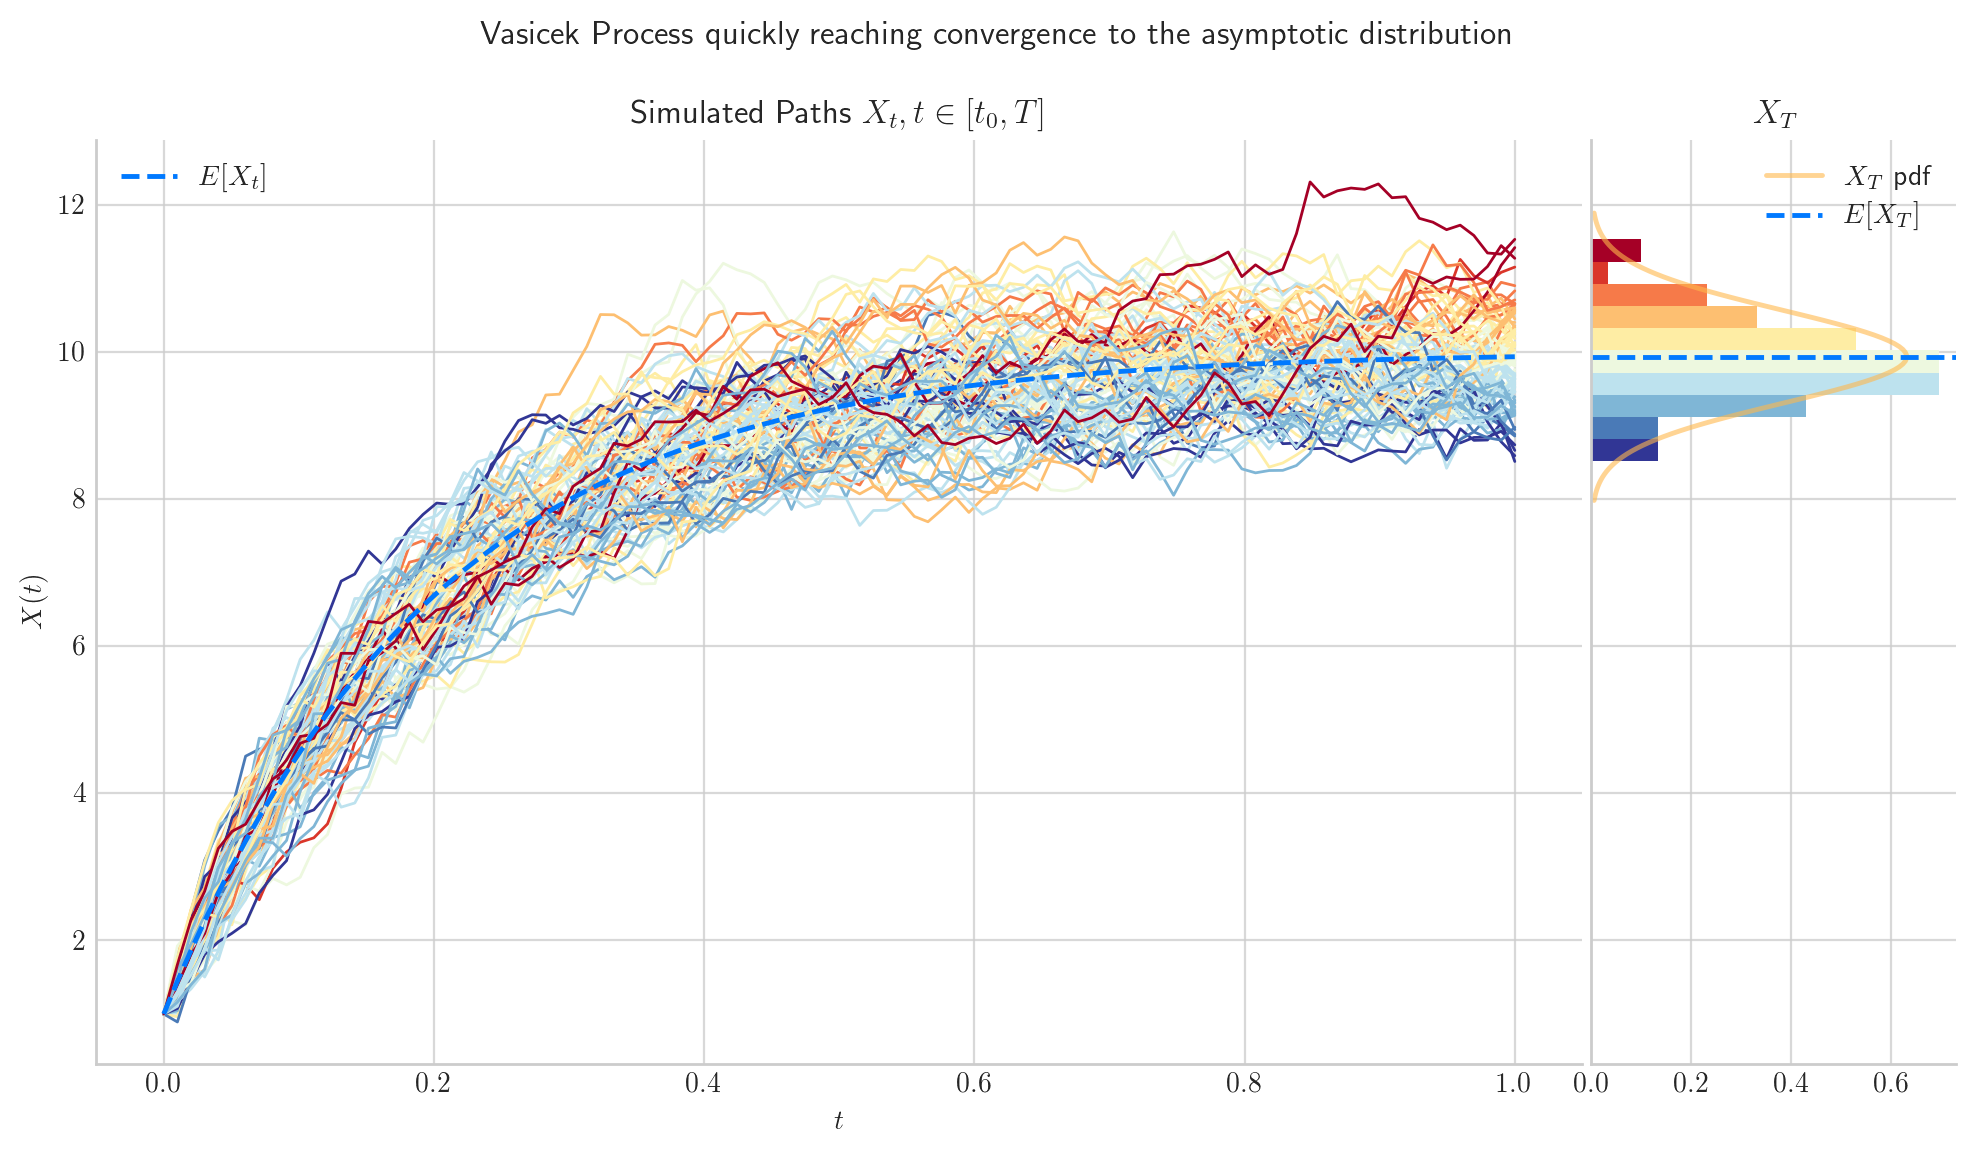 Vasicek Process quickly reaching convergence to the asymptotic distribution
Simulated Paths $X_t, t \in [t_0, T]$
$X_T$
$E[X_t]$
$X_T$ pdf
$E[X_T]$
12
10
8
6
4
2
$X(t)$
0.0 0.2 0.4 0.6 0.8 1.0
0.0 0.2 0.4 0.6
$t$